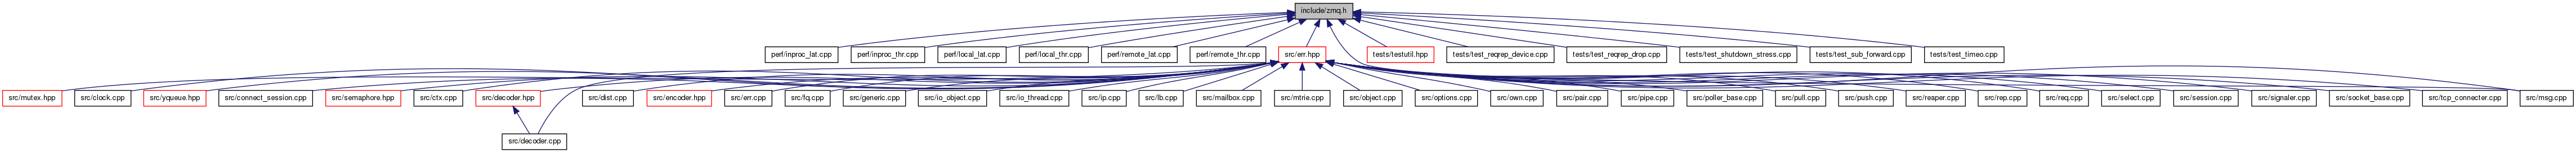 include/zmq.h
perf/inproc_lat.cpp
perf/inproc_thr.cpp
perf/local_lat.cpp
perf/local_thr.cpp
perf/remote_lat.cpp
perf/remote_thr.cpp
src/err.hpp
tests/testutil.hpp
tests/test_reqrep_device.cpp
tests/test_reqrep_drop.cpp
tests/test_shutdown_stress.cpp
tests/test_sub_forward.cpp
tests/test_timeo.cpp
src/mutex.hpp
src/clock.cpp
src/yqueue.hpp
src/connect_session.cpp
src/semaphore.hpp
src/ctx.cpp
src/decoder.hpp
src/dist.cpp
src/encoder.hpp
src/err.cpp
src/fq.cpp
src/generic.cpp
src/io_object.cpp
src/io_thread.cpp
src/ip.cpp
src/lb.cpp
src/mailbox.cpp
src/mtrie.cpp
src/object.cpp
src/options.cpp
src/own.cpp
src/pair.cpp
src/pipe.cpp
src/poller_base.cpp
src/pull.cpp
src/push.cpp
src/reaper.cpp
src/rep.cpp
src/req.cpp
src/select.cpp
src/session.cpp
src/signaler.cpp
src/socket_base.cpp
src/tcp_connecter.cpp
src/msg.cpp
src/decoder.cpp